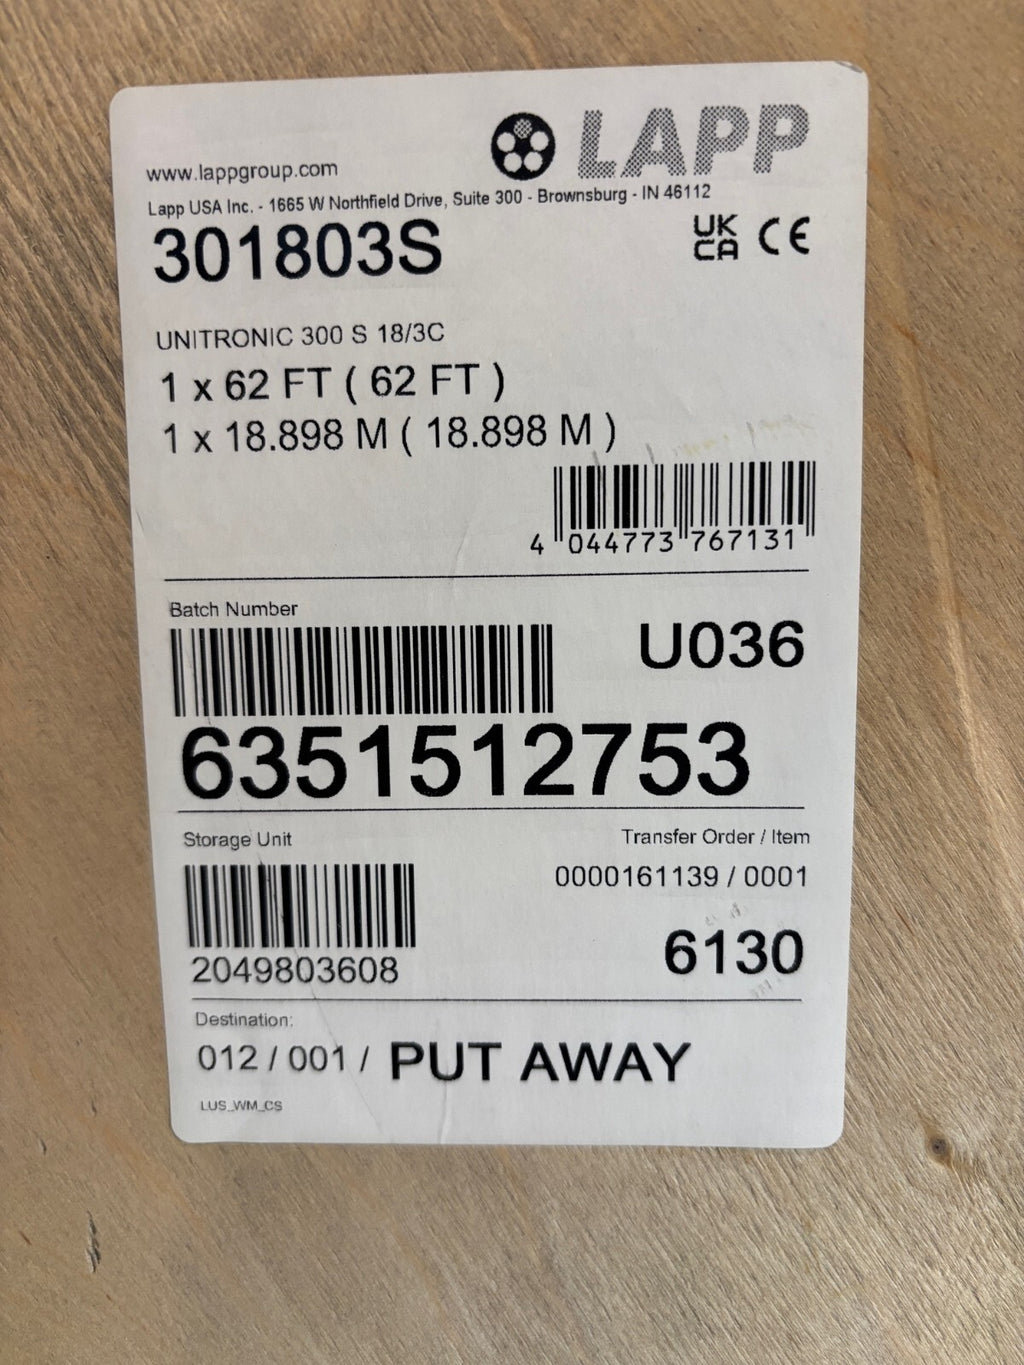 LAPP
www.lappgroup.com
Lapp USA Inc. - 1665 W Northfield Drive, Suite 300 - Brownsburg - IN 46112
301803S
UK CA CE
UNITRONIC 300 S 18/3C
1 x 62 FT ( 62 FT )
1 x 18.898 M ( 18.898 M )
4 044773 767131
Batch Number
U036
6351512753
Storage Unit
Transfer Order / Item
0000161139 / 0001
2049803608
6130
Destination:
012 / 001 / PUT AWAY
LUS_WM_CS